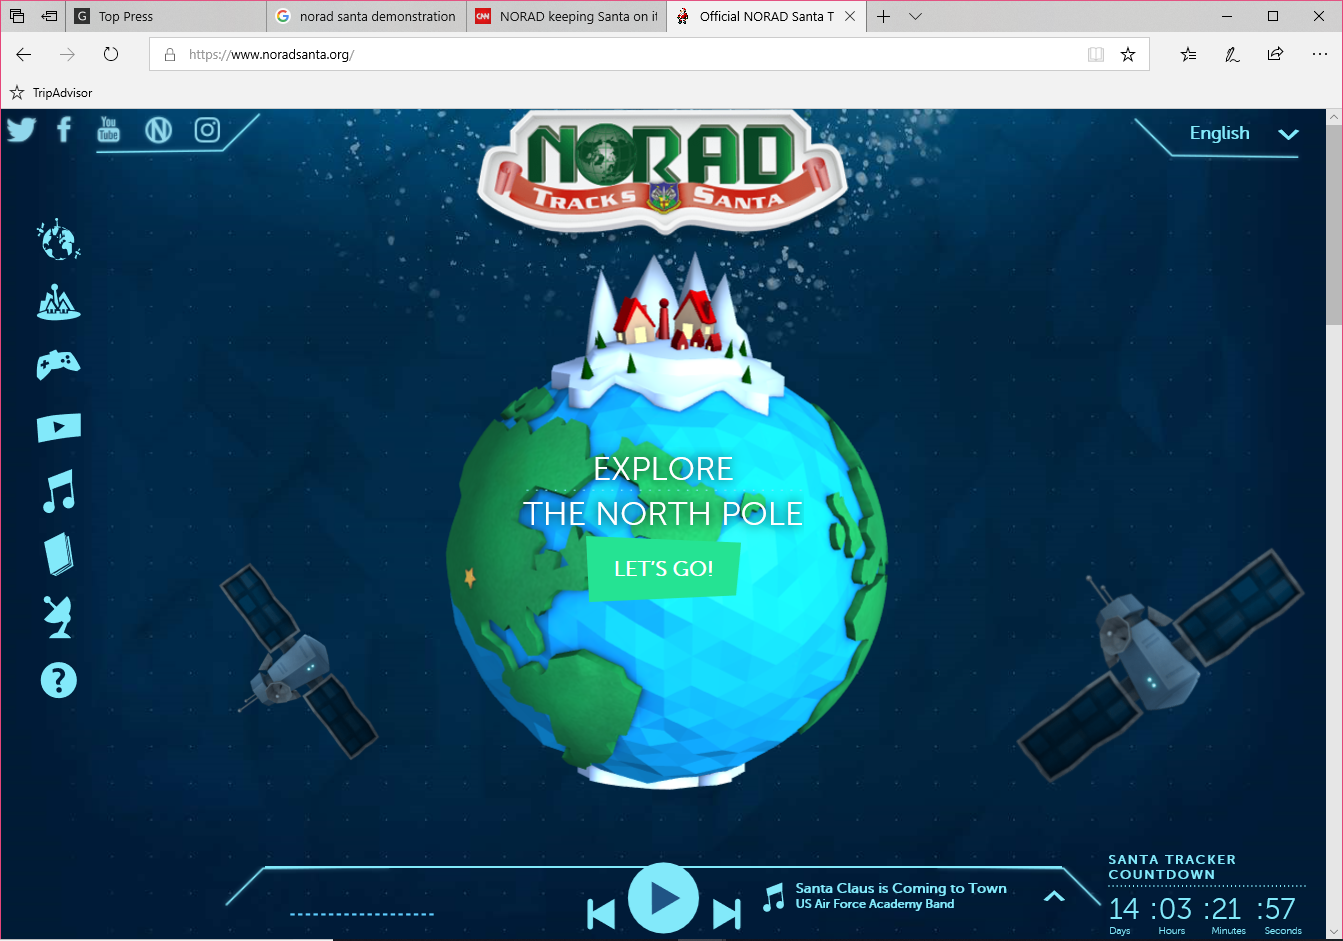 Top Press
norad santa demonstration
NORAD keeping Santa on it
Official NORAD Santa T
https://www.noradsanta.org/
TripAdvisor
You
Tube
English
NORAD
TRACKS SANTA
EXPLORE
THE NORTH POLE
LET'S GO!
?
Santa Claus is Coming to Town
US Air Force Academy Band
SANTA TRACKER
COUNTDOWN
14 :03 :21 :57
Days Hours Minutes Seconds